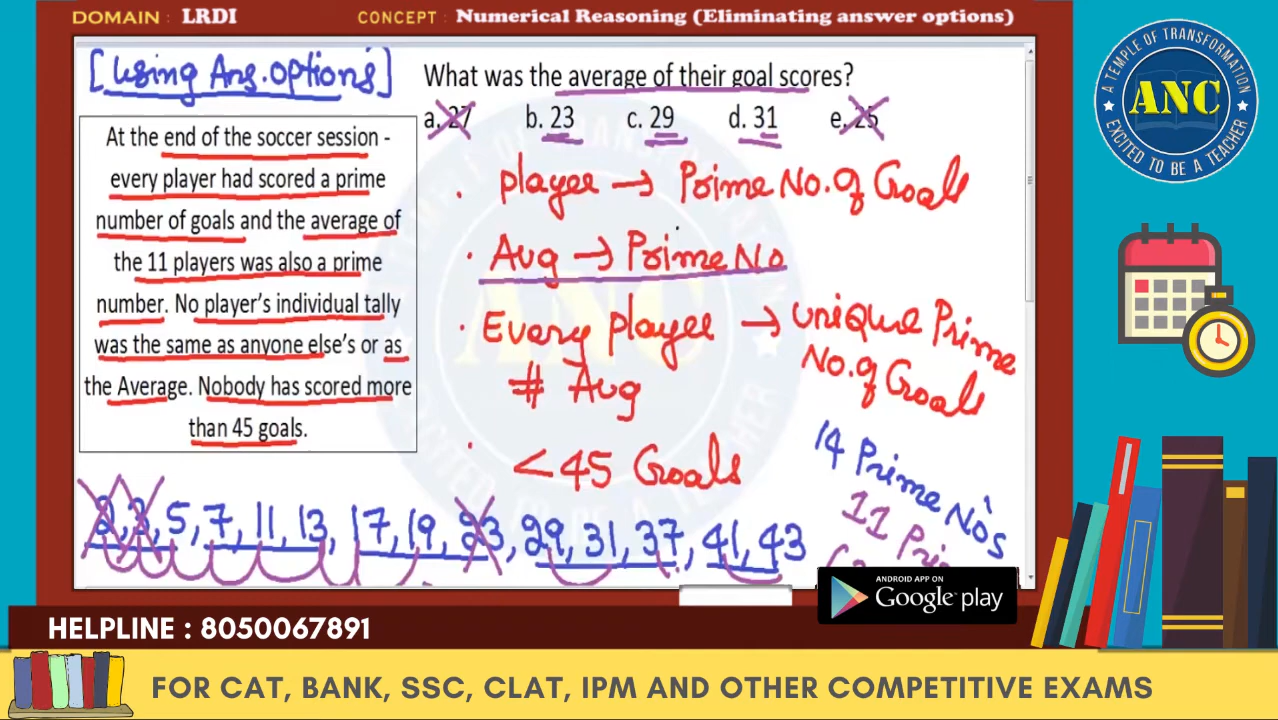 DOMAIN : LRDI
CONCEPT : Numerical Reasoning (Eliminating answer options)
[Using Ans.options]
What was the average of their goal scores?
a. 27 b. 23 c. 29 d. 31 e. 25
At the end of the soccer session -
every player had scored a prime
number of goals and the average of
the 11 players was also a prime
number. No player's individual tally
was the same as anyone else's or as
the Average. Nobody has scored more
than 45 goals.
. player → Prime No. of Goals
. Aug → Prime No
. Every player → unique Prime
No. of Goals
# Aug
. <45 Goals
14 Prime No's
11 Pri
2, 3, 5, 7, 11, 13, 17, 19, 23, 29, 31, 37, 41, 43
A TEMPLE OF TRANSFORMATION
ANC
EXCITED TO BE A TEACHER
ANDROID APP ON
Google play
HELPLINE : 8050067891
FOR CAT, BANK, SSC, CLAT, IPM AND OTHER COMPETITIVE EXAMS